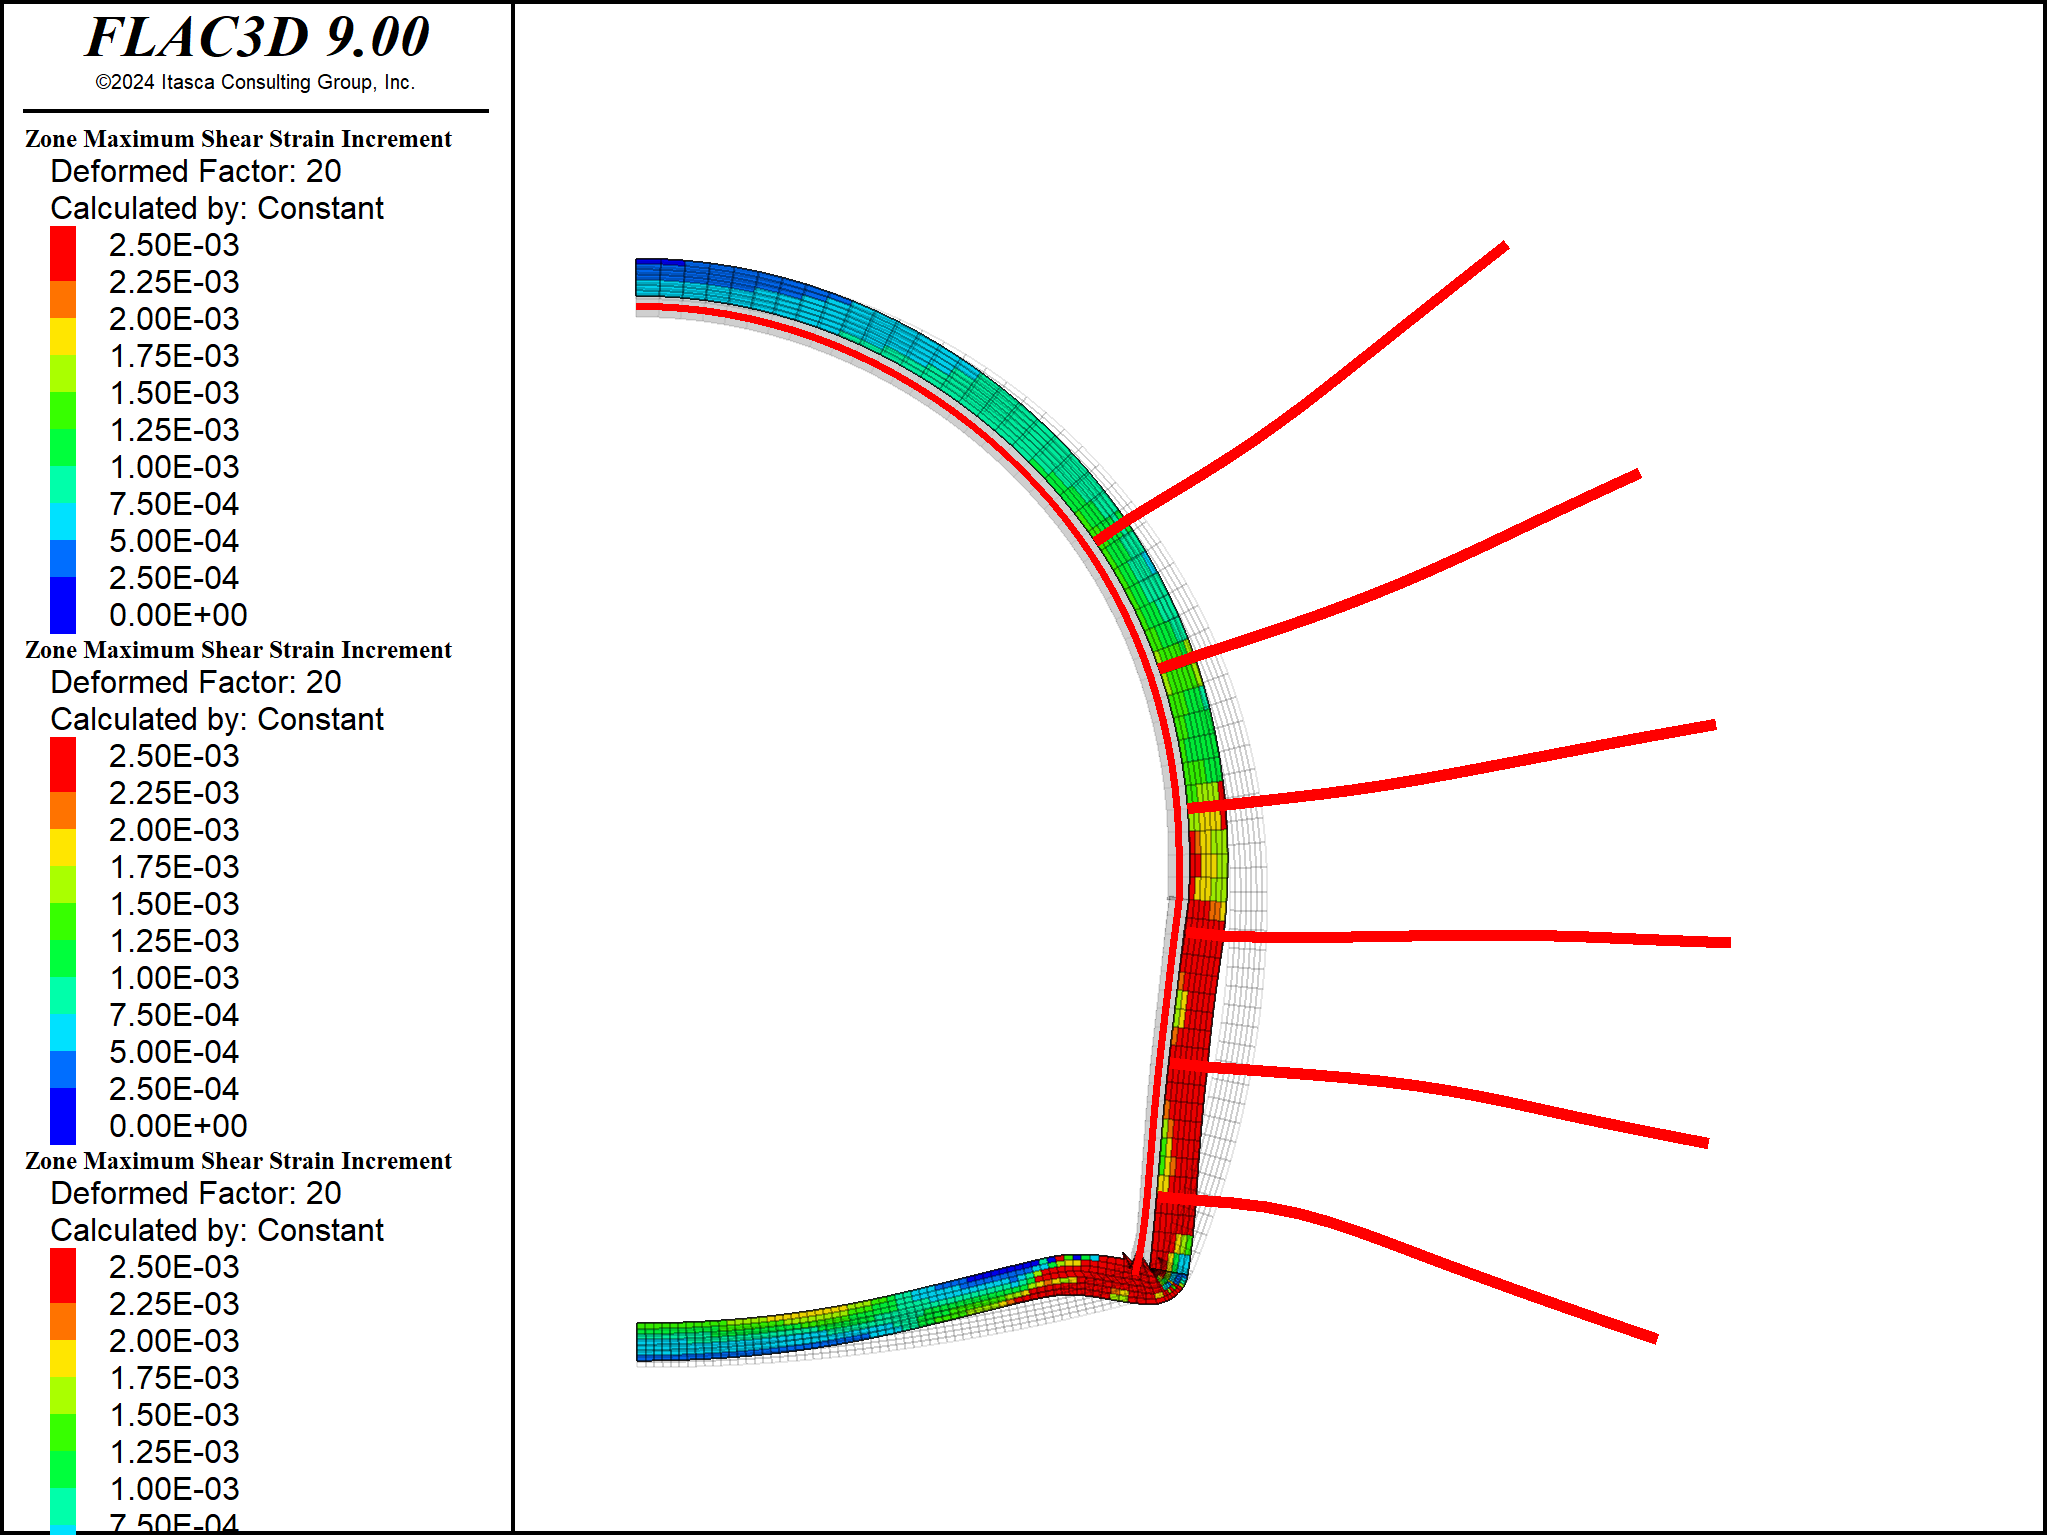 FLAC3D 9.00
©2024 Itasca Consulting Group, Inc.
Zone Maximum Shear Strain Increment
Deformed Factor: 20
Calculated by: Constant
2.50E-03
2.25E-03
2.00E-03
1.75E-03
1.50E-03
1.25E-03
1.00E-03
7.50E-04
5.00E-04
2.50E-04
0.00E+00
Zone Maximum Shear Strain Increment
Deformed Factor: 20
Calculated by: Constant
2.50E-03
2.25E-03
2.00E-03
1.75E-03
1.50E-03
1.25E-03
1.00E-03
7.50E-04
5.00E-04
2.50E-04
0.00E+00
Zone Maximum Shear Strain Increment
Deformed Factor: 20
Calculated by: Constant
2.50E-03
2.25E-03
2.00E-03
1.75E-03
1.50E-03
1.25E-03
1.00E-03
7.50E-04